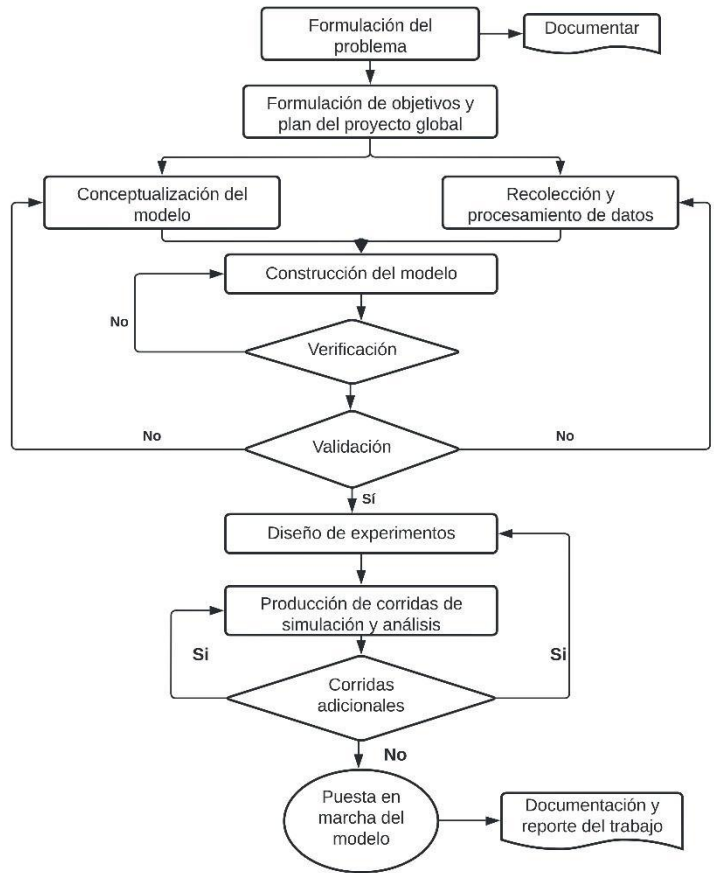 Formulación del
problema
Documentar
Formulación de objetivos y
plan del proyecto global
Conceptualización del
modelo
Recolección y
procesamiento de datos
Construcción del modelo
No
Verificación
No
Validación
No
Sí
Diseño de experimentos
Producción de corridas de
simulación y análisis
Si
Si
Corridas
adicionales
No
Puesta en
marcha del
modelo
Documentación y
reporte del trabajo